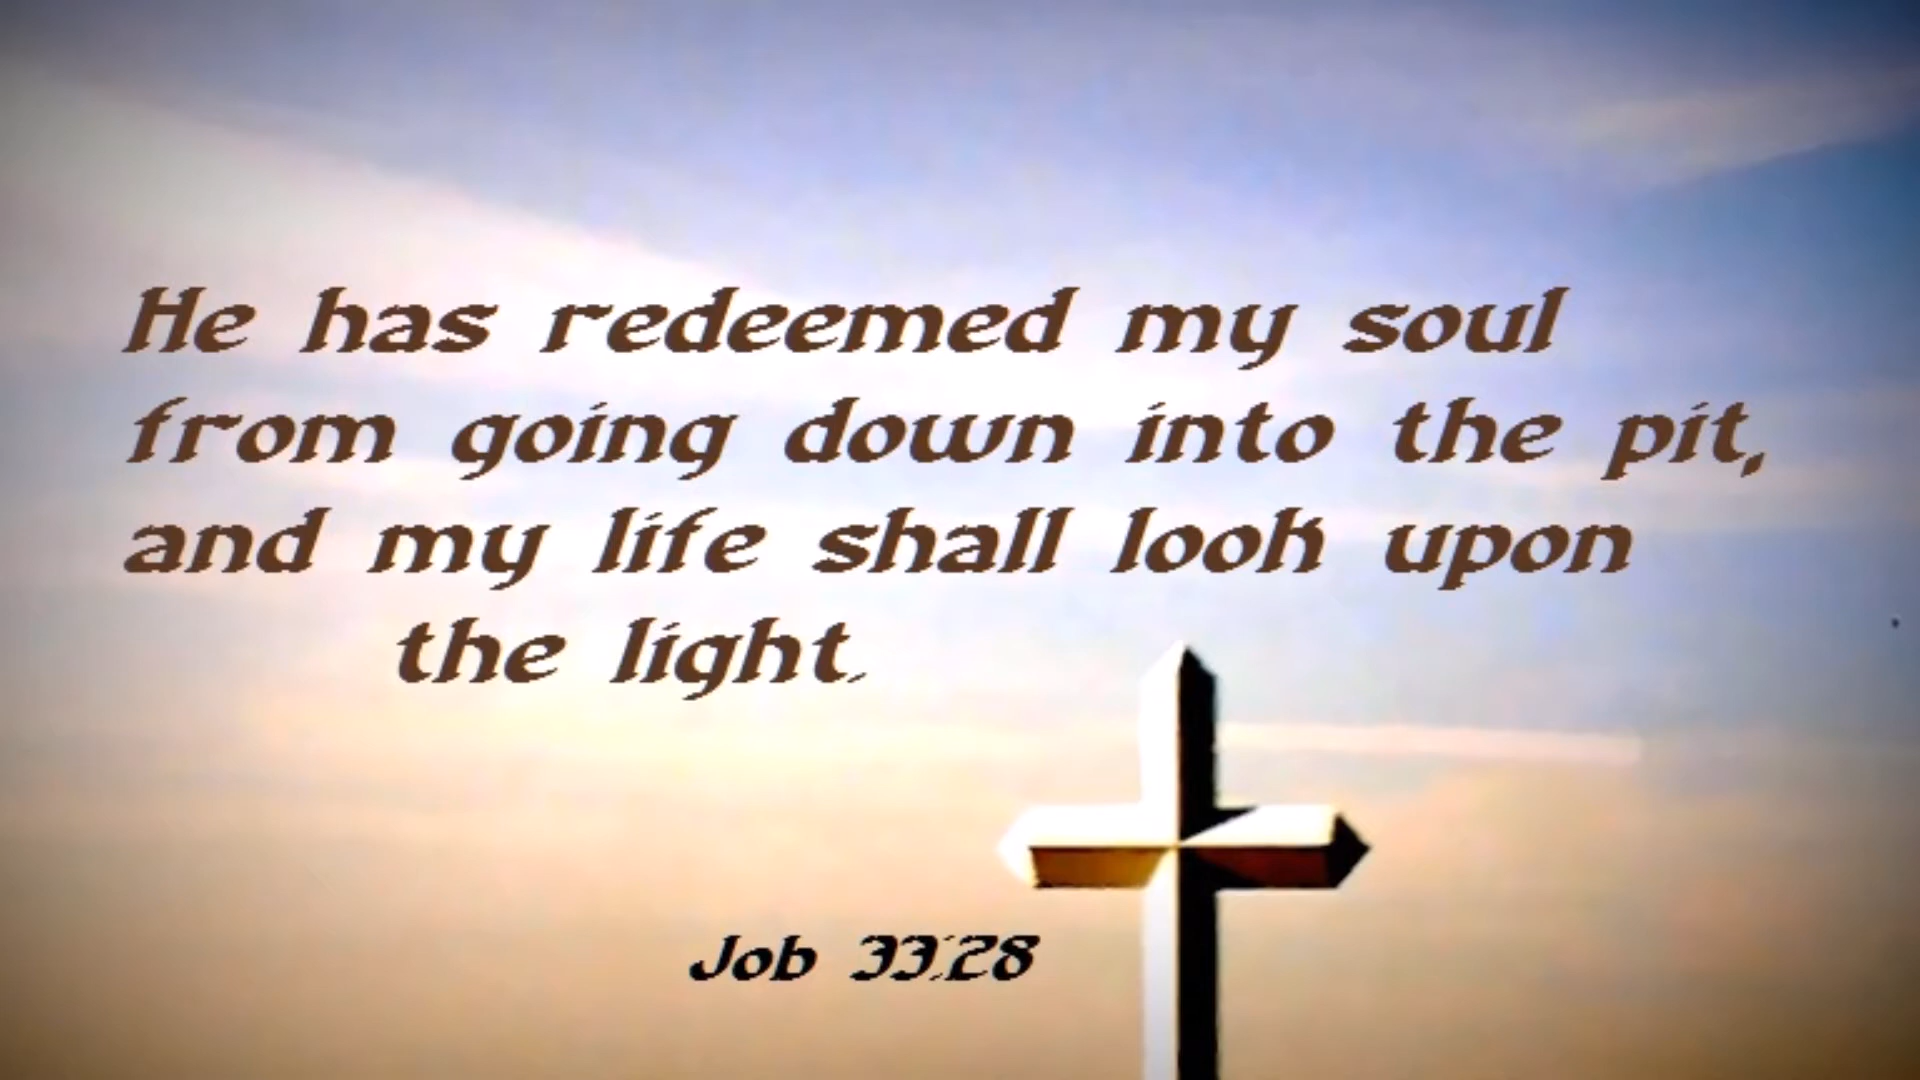 He has redeemed my soul
from going down into the pit,
and my life shall look upon
the light.
Job 33:28